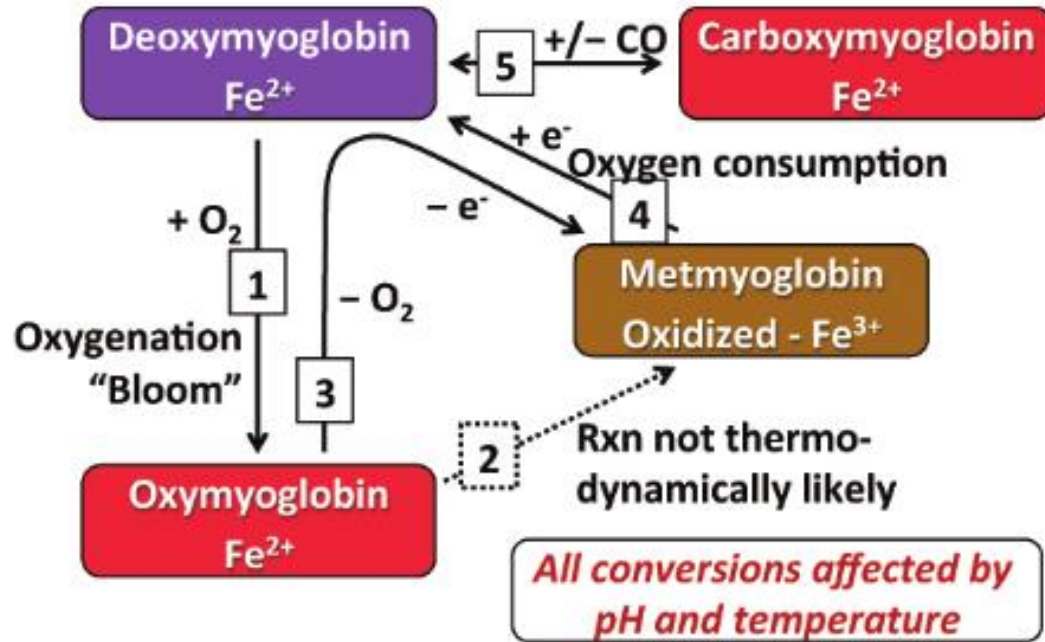 Deoxymyoglobin
Fe²⁺
5
+/− CO
Carboxymyoglobin
Fe²⁺
+ e⁻
Oxygen consumption
− e⁻
4
+ O₂
1
− O₂
Metmyoglobin
Oxidized - Fe³⁺
Oxygenation
“Bloom”
3
2
Rxn not thermo-
dynamically likely
Oxymyoglobin
Fe²⁺
All conversions affected by
pH and temperature